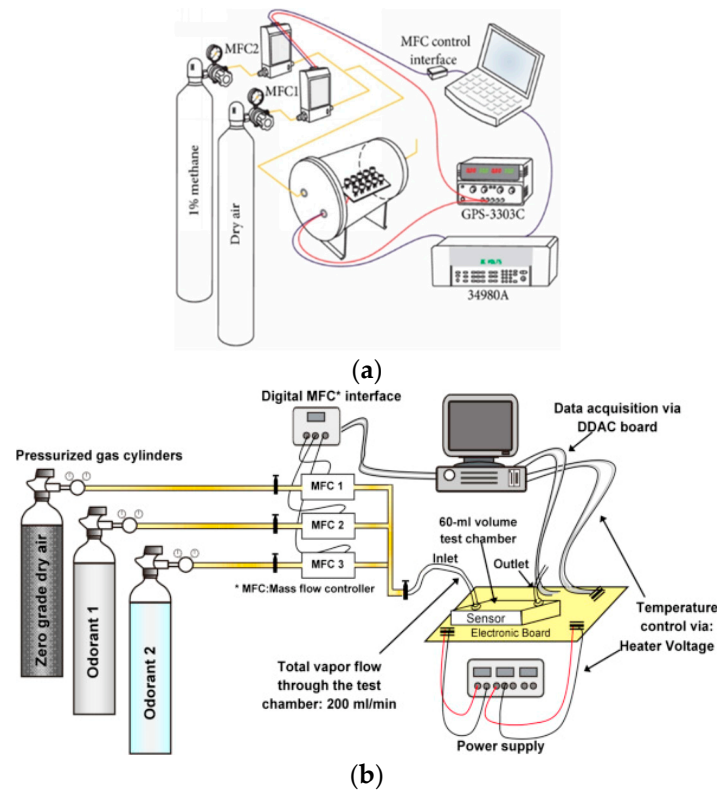 MFC2
MFC1
MFC control
interface
1% methane
Dry air
GPS-3303C
34980A
(a)
Digital MFC* interface
Data acquisition via
DDAC board
Pressurized gas cylinders
MFC 1
MFC 2
MFC 3
* MFC:Mass flow controller
60-ml volume
test chamber
Inlet
Outlet
Sensor
Electronic Board
Temperature
control via:
Heater Voltage
Zero grade dry air
Odorant 1
Odorant 2
Total vapor flow
through the test
chamber: 200 ml/min
Power supply
(b)